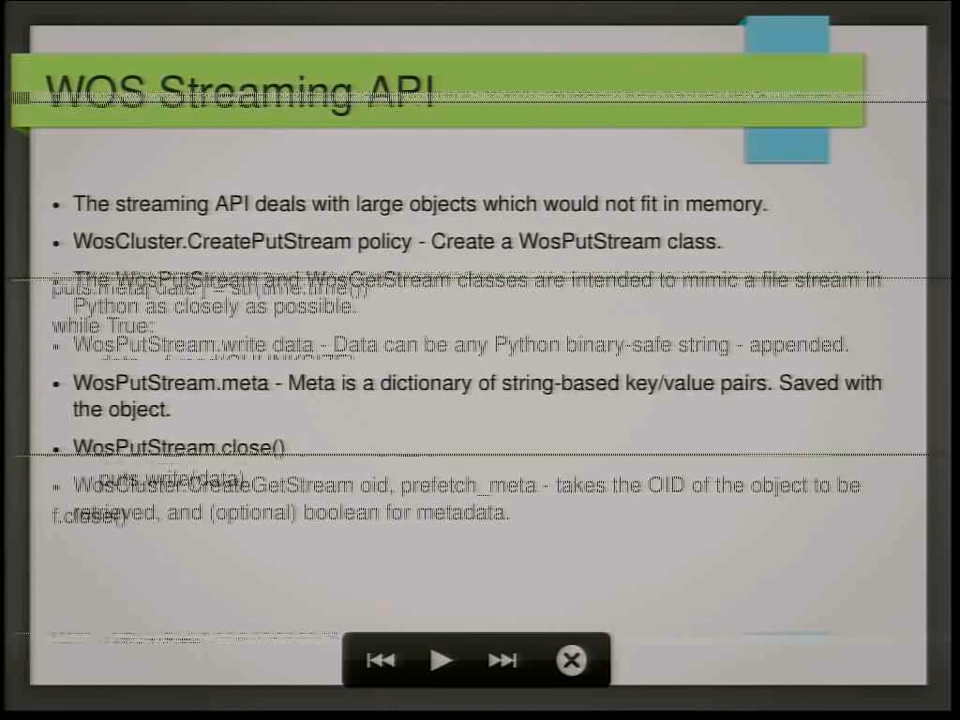 WOS Streaming API
• The streaming API deals with large objects which would not fit in memory.
• WosCluster.CreatePutStream policy - Create a WosPutStream class.
• The WosPutStream and WosGetStream classes are intended to mimic a file stream in
Python as closely as possible.
while True:
• WosPutStream.write data - Data can be any Python binary-safe string - appended.
• WosPutStream.meta - Meta is a dictionary of string-based key/value pairs. Saved with
the object.
• WosPutStream.close()
puts.write(data)
• WosCluster.CreateGetStream oid, prefetch_meta - takes the OID of the object to be
retrieved, and (optional) boolean for metadata.
f.close()